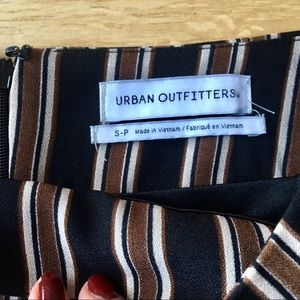 URBAN OUTFITTERS
S-P Made in Vietnam / Fabriqué en Vietnam